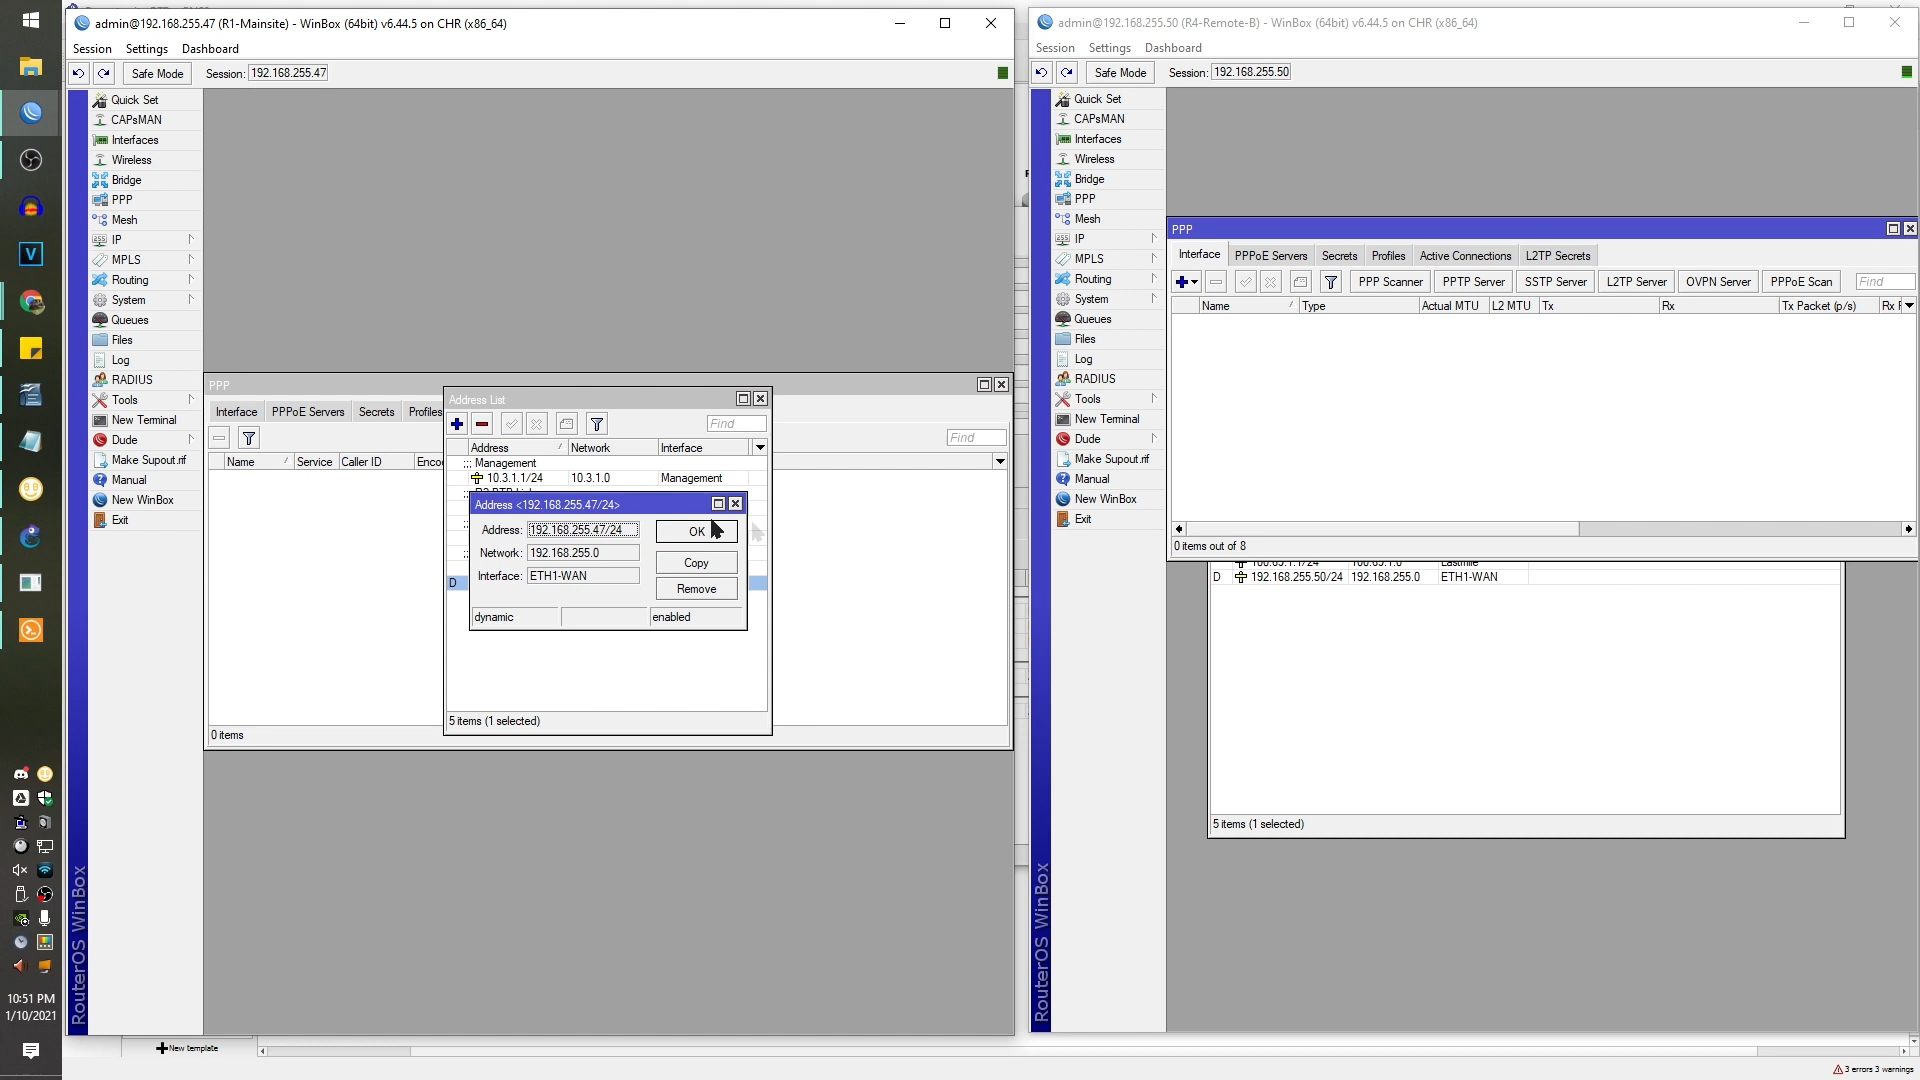 admin@192.168.255.47 (R1-Mainsite) - WinBox (64bit) v6.44.5 on CHR (x86_64)
Session Settings Dashboard
Safe Mode Session: 192.168.255.47
Quick Set
CAPsMAN
Interfaces
Wireless
Bridge
PPP
Mesh
IP
MPLS
Routing
System
Queues
Files
Log
RADIUS
Tools
New Terminal
Dude
Make Supout.rif
Manual
New WinBox
Exit
RouterOS WinBox
PPP
Interface PPPoE Servers Secrets Profiles
Find
Name Service Caller ID Enco
0 items
Address List
Find
Address Network Interface
;;; Management
10.3.1.1/24 10.3.1.0 Management
Address <192.168.255.47/24>
Address: 192.168.255.47/24 OK
Network: 192.168.255.0 Copy
Interface: ETH1-WAN Remove
dynamic enabled
D
5 items (1 selected)
admin@192.168.255.50 (R4-Remote-B) - WinBox (64bit) v6.44.5 on CHR (x86_64)
Session Settings Dashboard
Safe Mode Session: 192.168.255.50
Quick Set
CAPsMAN
Interfaces
Wireless
Bridge
PPP
Mesh
IP
MPLS
Routing
System
Queues
Files
Log
RADIUS
Tools
New Terminal
Dude
Make Supout.rif
Manual
New WinBox
Exit
RouterOS WinBox
PPP
Interface PPPoE Servers Secrets Profiles Active Connections L2TP Secrets
PPP Scanner PPTP Server SSTP Server L2TP Server OVPN Server PPPoE Scan Find
Name Type Actual MTU L2 MTU Tx Rx Tx Packet (p/s) Rx
0 items out of 8
D 192.168.255.50/24 192.168.255.0 ETH1-WAN
5 items (1 selected)
10:51 PM
1/10/2021
New template
3 errors 3 warnings